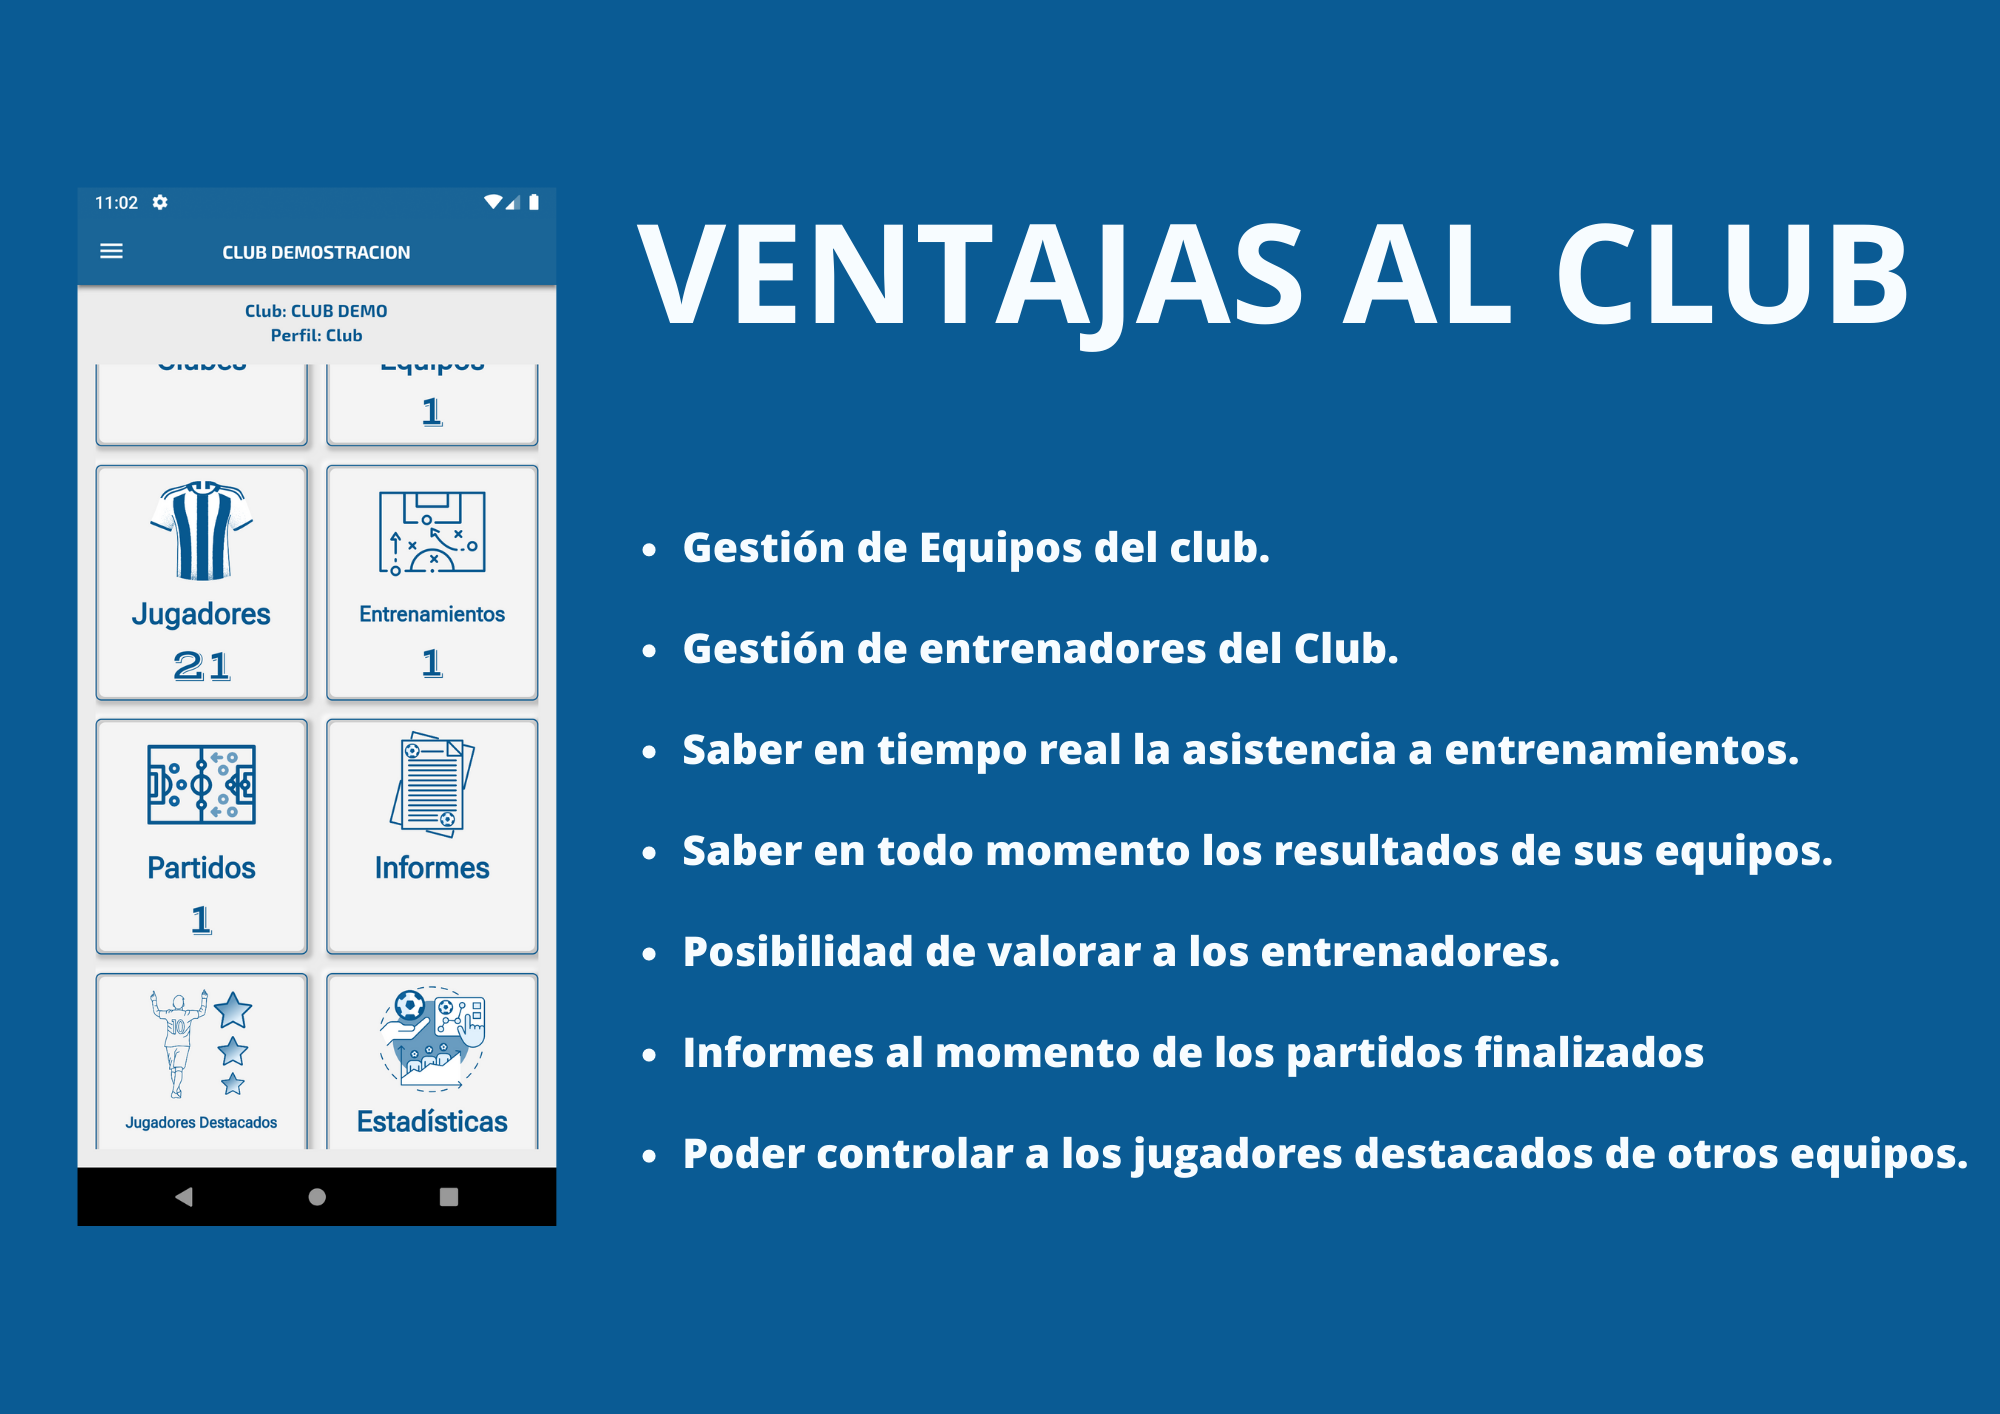 11:02
CLUB DEMOSTRACION
Club: CLUB DEMO
Perfil: Club
Clubes
Equipos
1
Jugadores
21
Entrenamientos
1
Partidos
1
Informes
10
Jugadores Destacados
Estadísticas
VENTAJAS AL CLUB
• Gestión de Equipos del club.
• Gestión de entrenadores del Club.
• Saber en tiempo real la asistencia a entrenamientos.
• Saber en todo momento los resultados de sus equipos.
• Posibilidad de valorar a los entrenadores.
• Informes al momento de los partidos finalizados
• Poder controlar a los jugadores destacados de otros equipos.